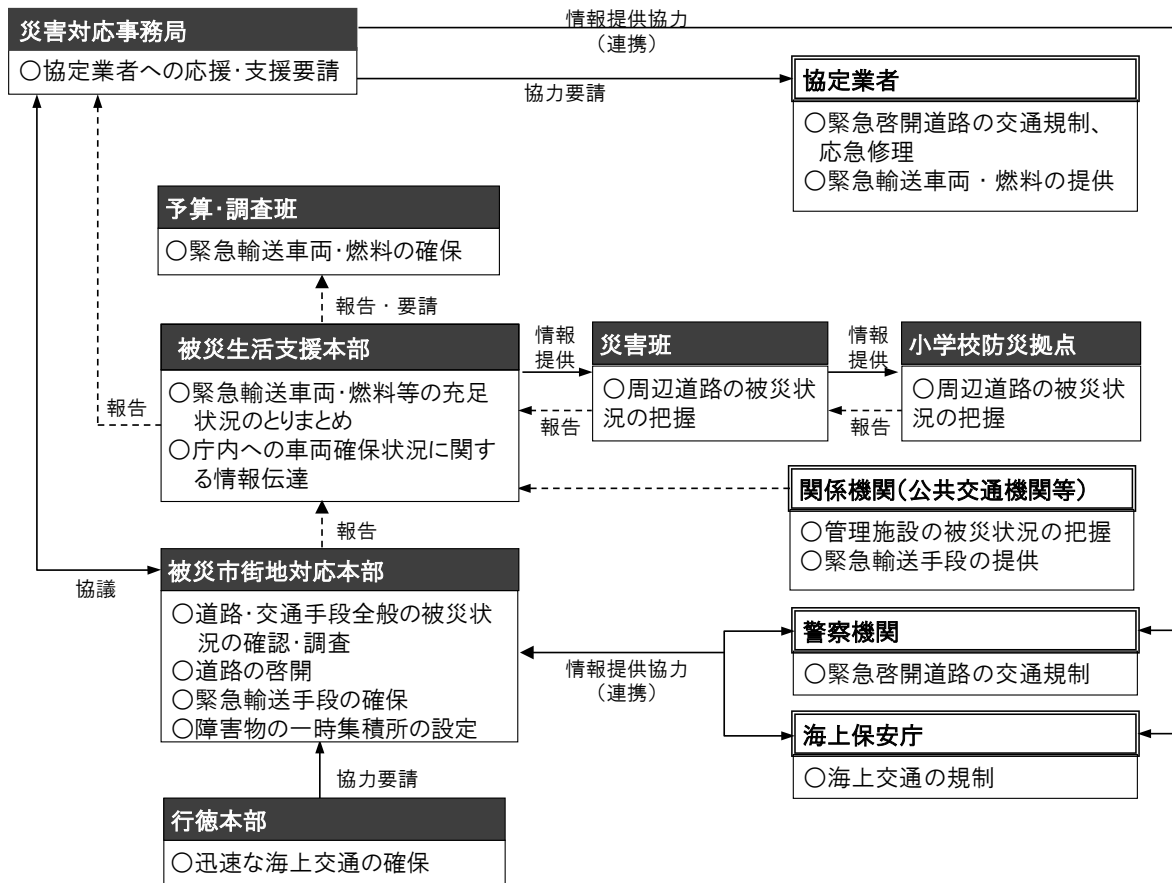 災害対応事務局
○協定業者への応援・支援要請
情報提供協力
（連携）
協力要請
協定業者
○緊急啓開道路の交通規制、
応急修理
○緊急輸送車両・燃料の提供
予算・調査班
○緊急輸送車両・燃料の確保
報告・要請
被災生活支援本部
○緊急輸送車両・燃料等の充足
状況のとりまとめ
○庁内への車両確保状況に関す
る情報伝達
報告
情報
提供
報告
災害班
○周辺道路の被災状
況の把握
情報
提供
報告
小学校防災拠点
○周辺道路の被災状
況の把握
関係機関（公共交通機関等）
○管理施設の被災状況の把握
○緊急輸送手段の提供
報告
協議
被災市街地対応本部
○道路・交通手段全般の被災状
況の確認・調査
○道路の啓開
○緊急輸送手段の確保
○障害物の一時集積所の設定
情報提供協力
（連携）
警察機関
○緊急啓開道路の交通規制
海上保安庁
○海上交通の規制
協力要請
行徳本部
○迅速な海上交通の確保